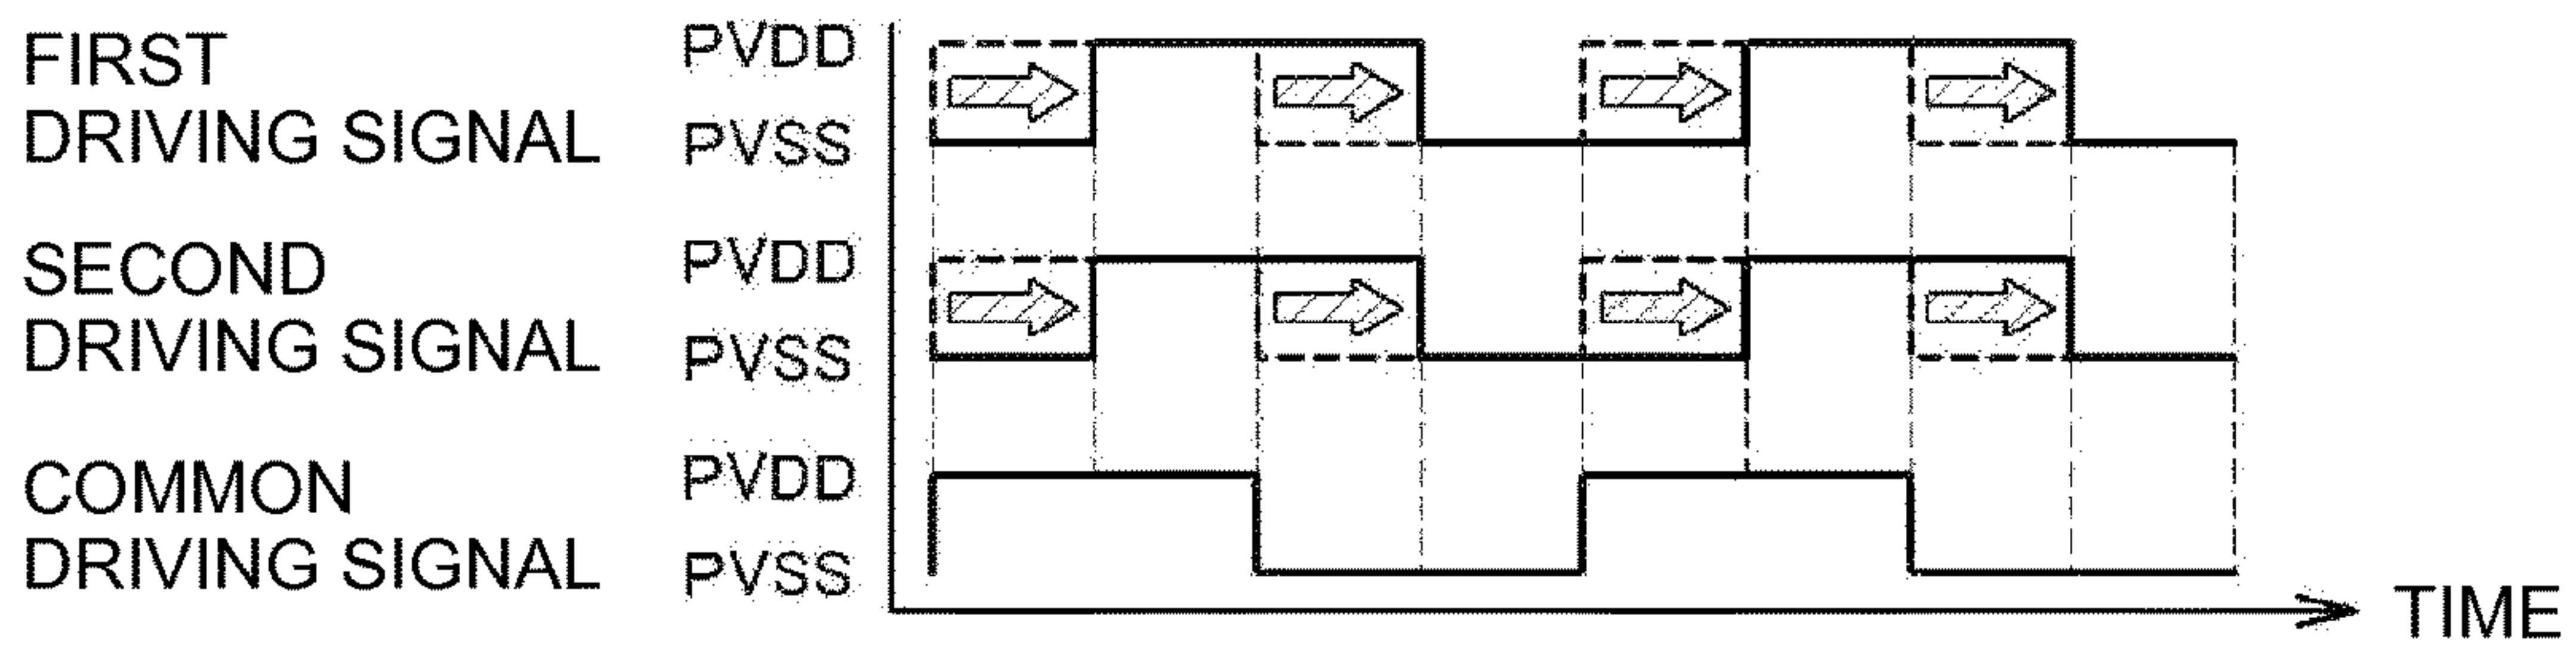 FIRST
DRIVING SIGNAL
PVDD
PVSS
SECOND
DRIVING SIGNAL
PVDD
PVSS
COMMON
DRIVING SIGNAL
PVDD
PVSS
TIME